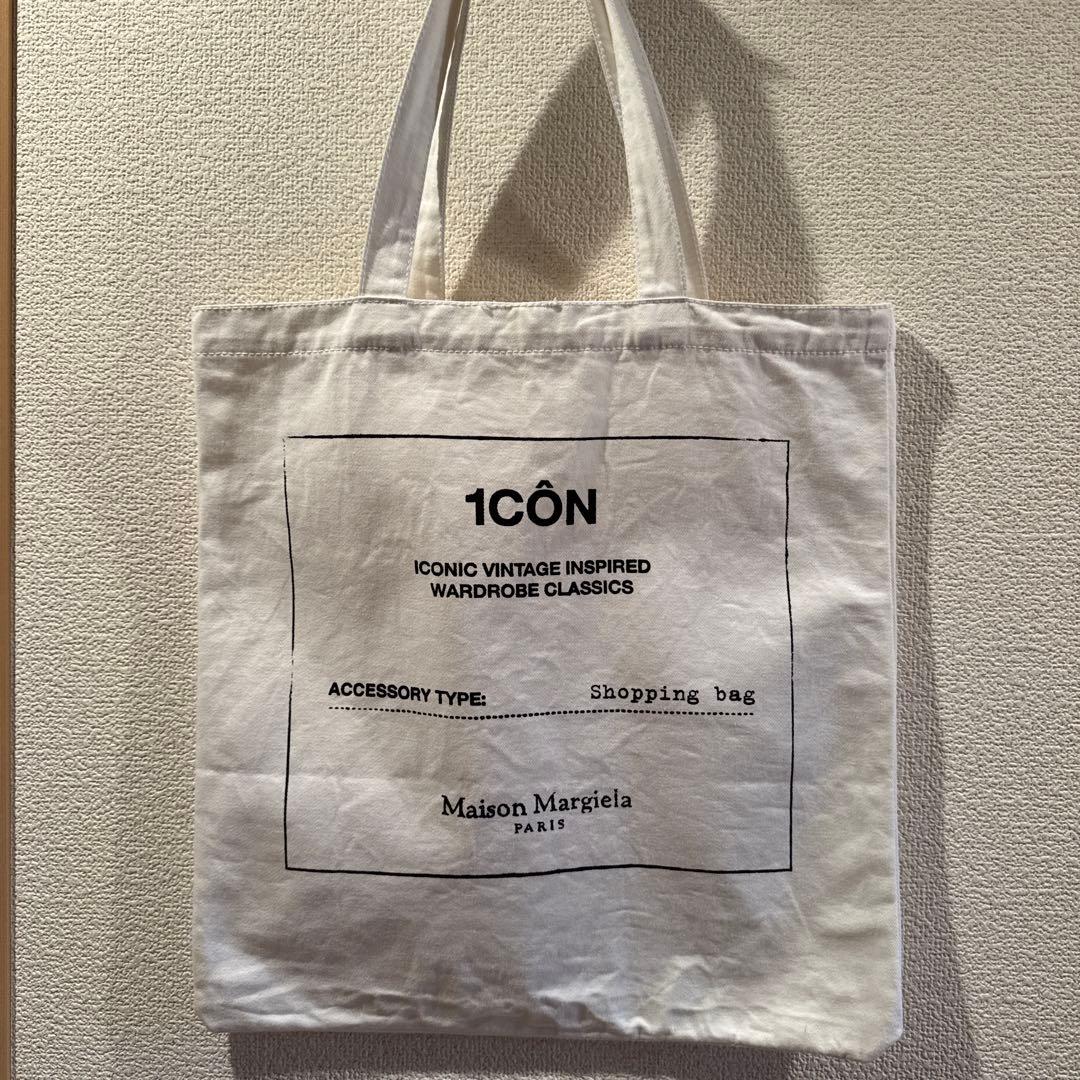 1CÔN
ICONIC VINTAGE INSPIRED
WARDROBE CLASSICS
ACCESSORY TYPE: Shopping bag
Maison Margiela
PARIS